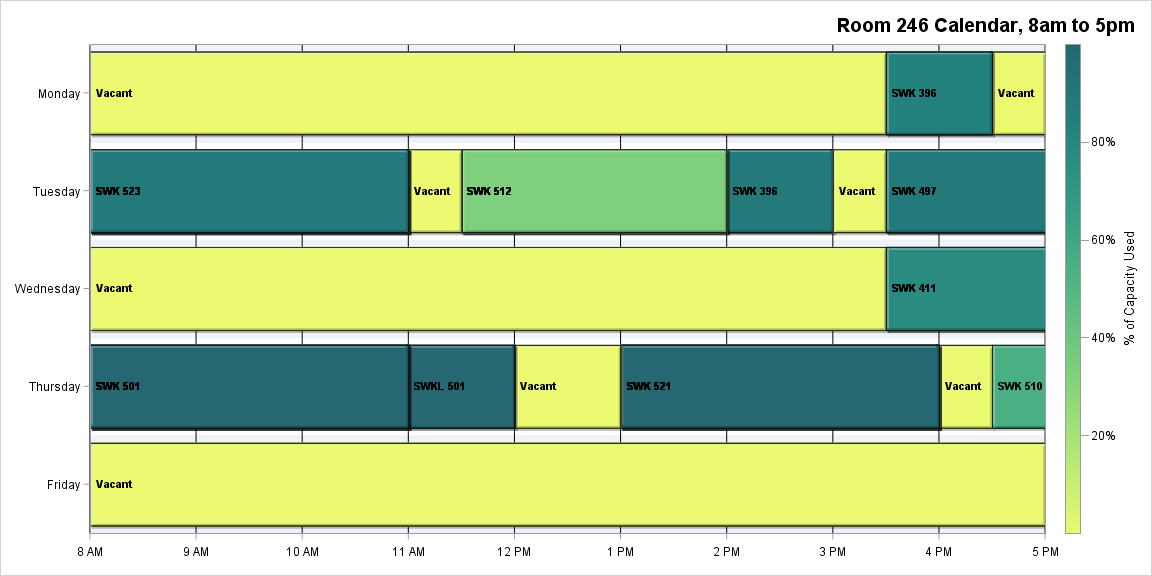 Room 246 Calendar, 8am to 5pm
Monday
Vacant
SWK 396
Vacant
Tuesday
SWK 523
Vacant
SWK 512
SWK 396
Vacant
SWK 497
Wednesday
Vacant
SWK 411
Thursday
SWK 501
SWKL 501
Vacant
SWK 521
Vacant
SWK 510
Friday
Vacant
8 AM
9 AM
10 AM
11 AM
12 PM
1 PM
2 PM
3 PM
4 PM
5 PM
80%
60%
40%
20%
% of Capacity Used